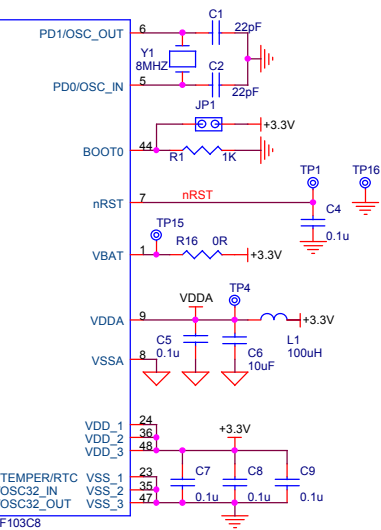 C1
PD1/OSC_OUT 6
22pF
Y1
8MHZ
C2
PD0/OSC_IN 5
22pF
JP1
+3.3V
BOOT0 44
R1 1K
TP1 TP16
nRST 7 nRST
C4
0.1u
TP15
R16 0R
VBAT 1 +3.3V
VDDA TP4
VDDA 9 +3.3V
L1
100uH
C5
0.1u
C6
10uF
VSSA 8
VDD_1 24
VDD_2 36
VDD_3 48
+3.3V
TEMPER/RTC VSS_1 23
OSC32_IN VSS_2 35
OSC32_OUT VSS_3 47
C7 C8 C9
0.1u 0.1u 0.1u
F103C8